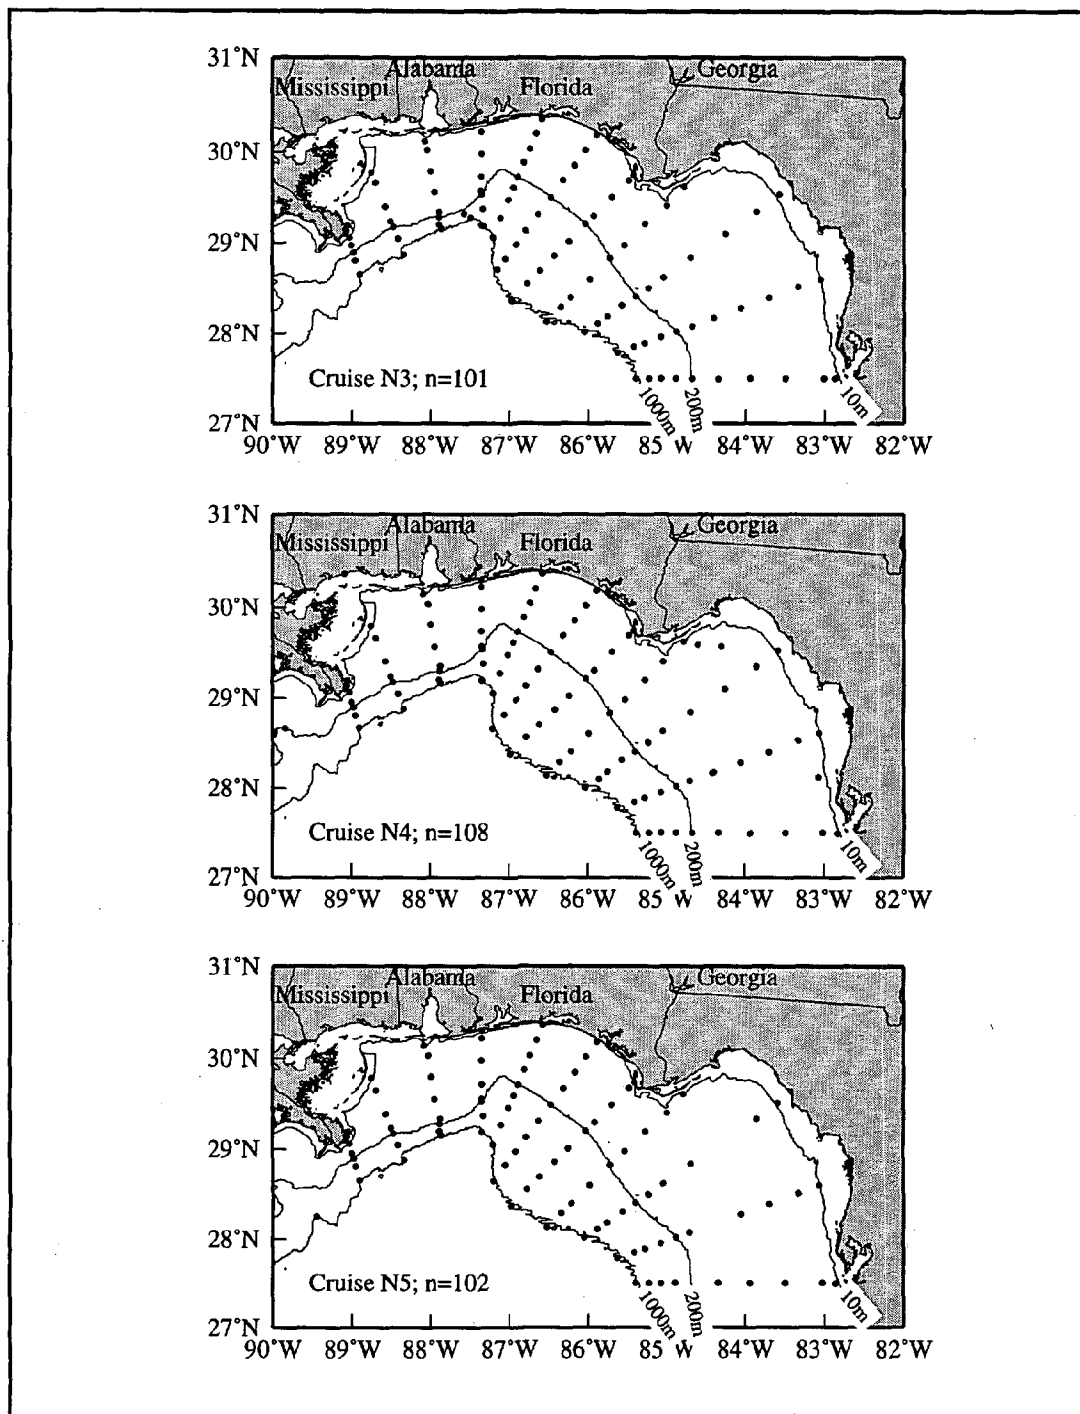 31°N
30°N
29°N
28°N
27°N
Mississippi
Alabama
Florida
Georgia
Cruise N3; n=101
1000m
200m
10m
90°W 89°W 88°W 87°W 86°W 85°W 84°W 83°W 82°W
31°N
30°N
29°N
28°N
27°N
Mississippi
Alabama
Florida
Georgia
Cruise N4; n=108
1000m
200m
10m
90°W 89°W 88°W 87°W 86°W 85°W 84°W 83°W 82°W
31°N
30°N
29°N
28°N
27°N
Mississippi
Alabama
Florida
Georgia
Cruise N5; n=102
1000m
200m
10m
90°W 89°W 88°W 87°W 86°W 85°W 84°W 83°W 82°W